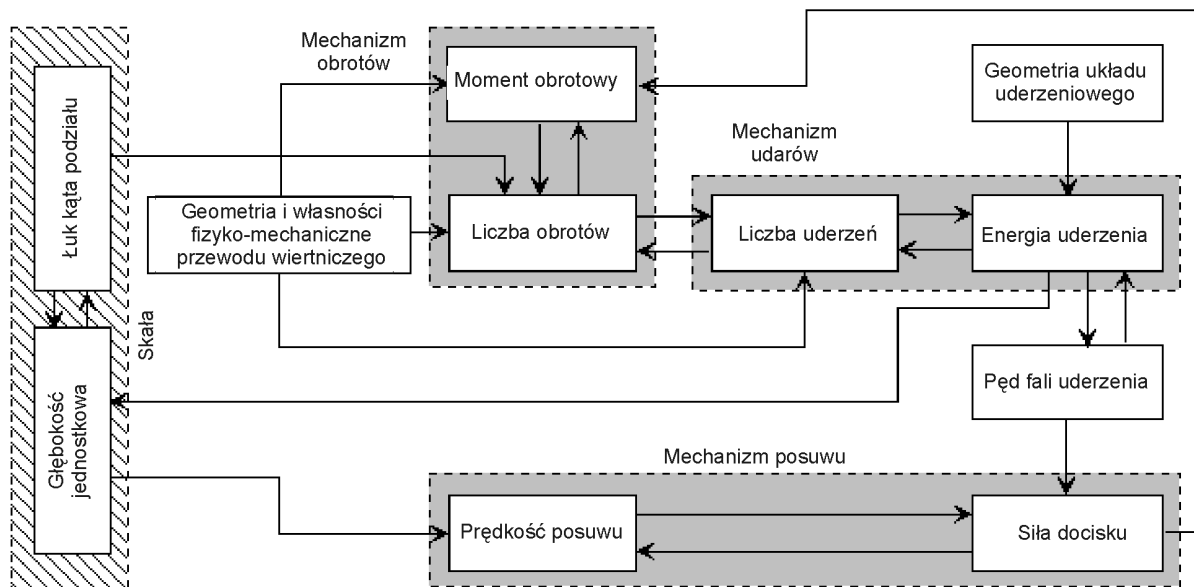 Mechanizm
obrotów
Moment obrotowy
Geometria układu
uderzeniowego
Łuk kąta podziału
Mechanizm
udarów
Geometria i własności
fizyko-mechaniczne
przewodu wiertniczego
Liczba obrotów
Liczba uderzeń
Energia uderzenia
Skała
Głębokość
jednostkowa
Pęd fali uderzenia
Mechanizm posuwu
Prędkość posuwu
Siła docisku